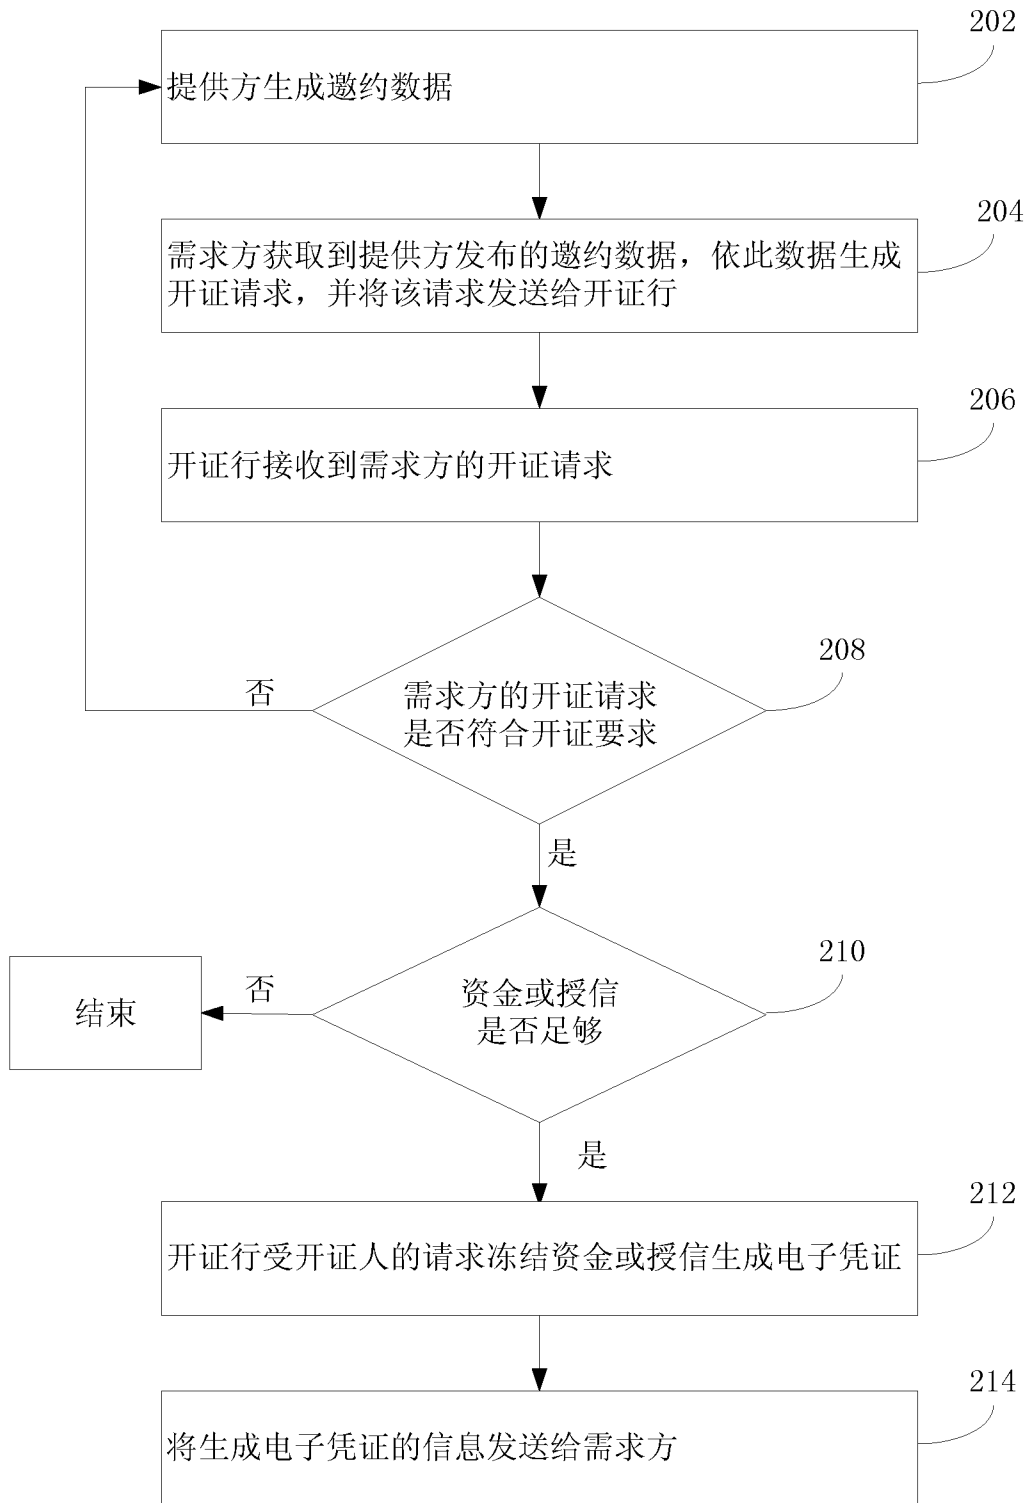 202
提供方生成邀约数据
204
需求方获取到提供方发布的邀约数据，依此数据生成
开证请求，并将该请求发送给开证行
206
开证行接收到需求方的开证请求
208
否
需求方的开证请求
是否符合开证要求
是
210
结束
否
资金或授信
是否足够
是
212
开证行受开证人的请求冻结资金或授信生成电子凭证
214
将生成电子凭证的信息发送给需求方